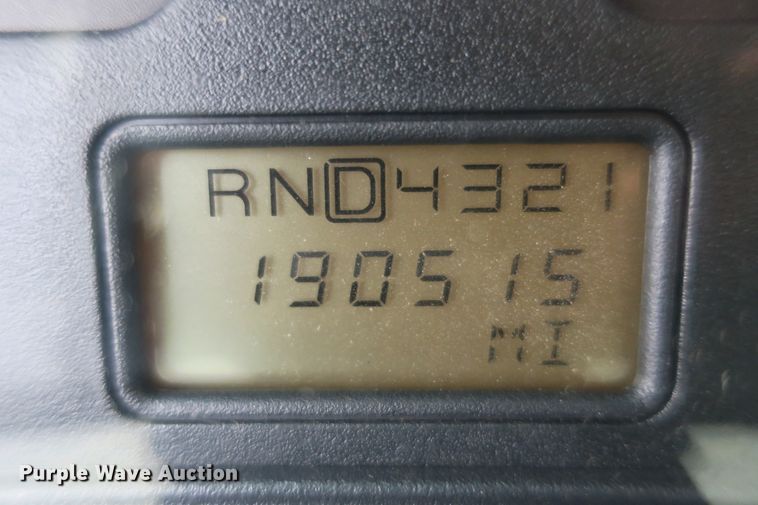 RND4321
190515
MI
Purple Wave Auction